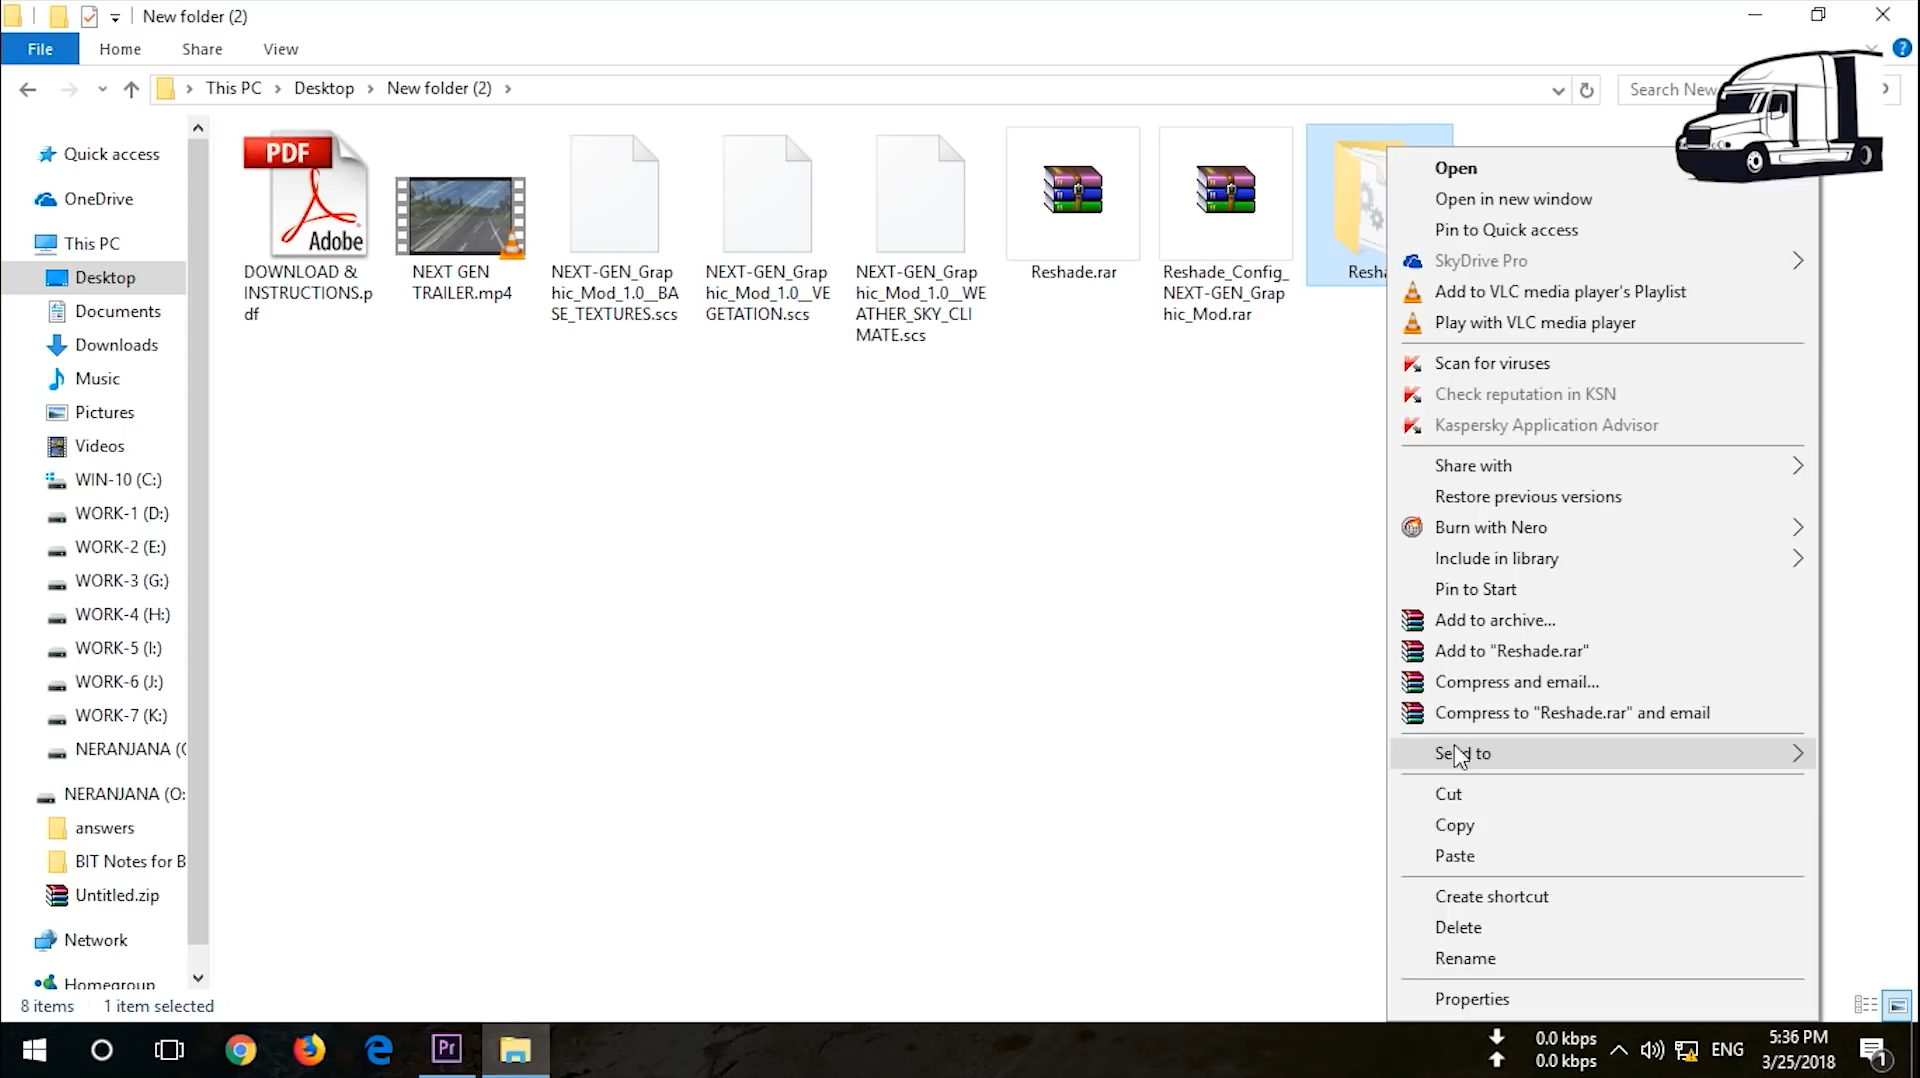 New folder (2)
File
Home
Share
View
This PC
Desktop
New folder (2)
Search New
Quick access
OneDrive
This PC
Desktop
Documents
Downloads
Music
Pictures
Videos
WIN-10 (C:)
WORK-1 (D:)
WORK-2 (E:)
WORK-3 (G:)
WORK-4 (H:)
WORK-5 (I:)
WORK-6 (J:)
WORK-7 (K:)
NERANJANA (
NERANJANA (O:
answers
BIT Notes for B
Untitled.zip
Network
Homegroup
PDF
Adobe
DOWNLOAD &
INSTRUCTIONS.p
df
NEXT GEN
TRAILER.mp4
NEXT-GEN_Grap
hic_Mod_1.0__BA
SE_TEXTURES.scs
NEXT-GEN_Grap
hic_Mod_1.0__VE
GETATION.scs
NEXT-GEN_Grap
hic_Mod_1.0__WE
ATHER_SKY_CLI
MATE.scs
Reshade.rar
Reshade_Config_
NEXT-GEN_Grap
hic_Mod.rar
Resha
Open
Open in new window
Pin to Quick access
SkyDrive Pro
Add to VLC media player's Playlist
Play with VLC media player
Scan for viruses
Check reputation in KSN
Kaspersky Application Advisor
Share with
Restore previous versions
Burn with Nero
Include in library
Pin to Start
Add to archive...
Add to "Reshade.rar"
Compress and email...
Compress to "Reshade.rar" and email
Send to
Cut
Copy
Paste
Create shortcut
Delete
Rename
Properties
8 items
1 item selected
Pr
0.0 kbps
0.0 kbps
ENG
5:36 PM
3/25/2018
1